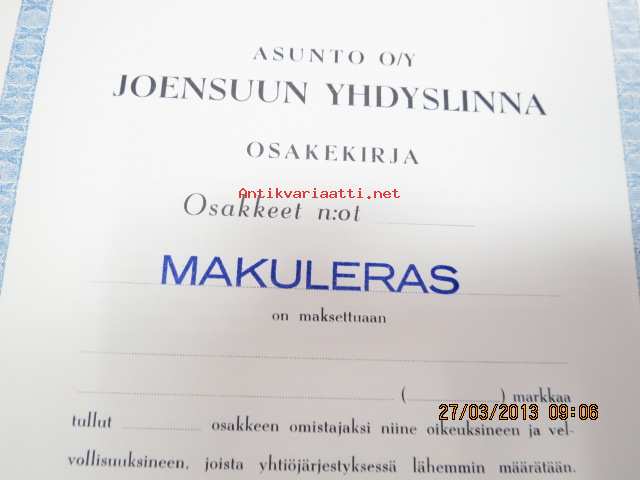 ASUNTO O/Y
JOENSUUN YHDYSLINNA
OSAKEKIRJA
Antikvariaatti.net
Osakkeet n:ot
MAKULERAS
on maksettuaan
( ) markkaa
27/03/2013 09:06
tullut osakkeen omistajaksi niine oikeuksineen ja vel-
vollisuuksineen, joista yhtiöjärjestyksessä lähemmin määrätään.